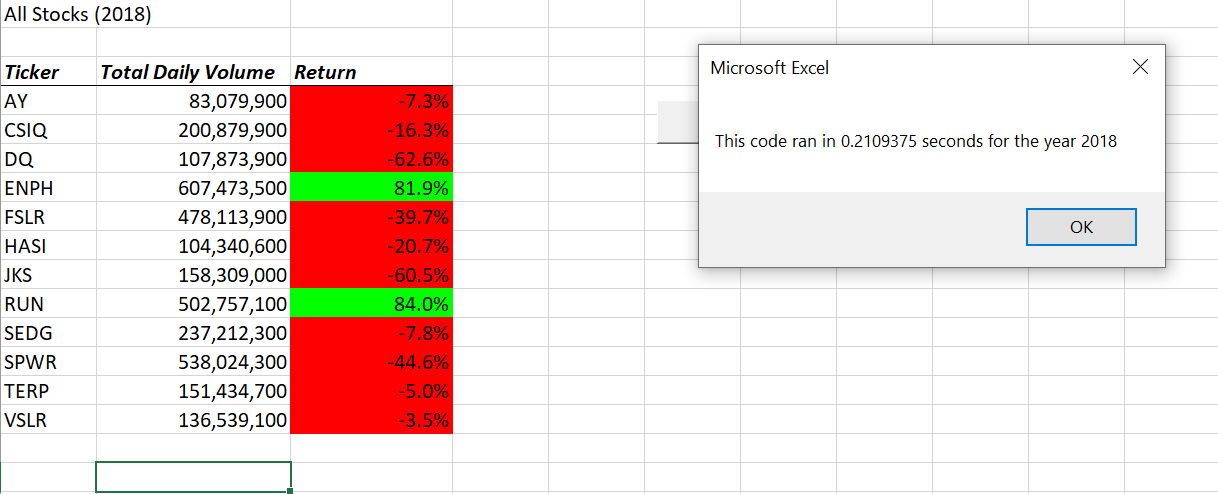 All Stocks (2018)
Ticker Total Daily Volume Return
AY 83,079,900 -7.3%
CSIQ 200,879,900 -16.3%
DQ 107,873,900 -62.6%
ENPH 607,473,500 81.9%
FSLR 478,113,900 -39.7%
HASI 104,340,600 -20.7%
JKS 158,309,000 -60.5%
RUN 502,757,100 84.0%
SEDG 237,212,300 -7.8%
SPWR 538,024,300 -44.6%
TERP 151,434,700 -5.0%
VSLR 136,539,100 -3.5%
Microsoft Excel
This code ran in 0.2109375 seconds for the year 2018
OK